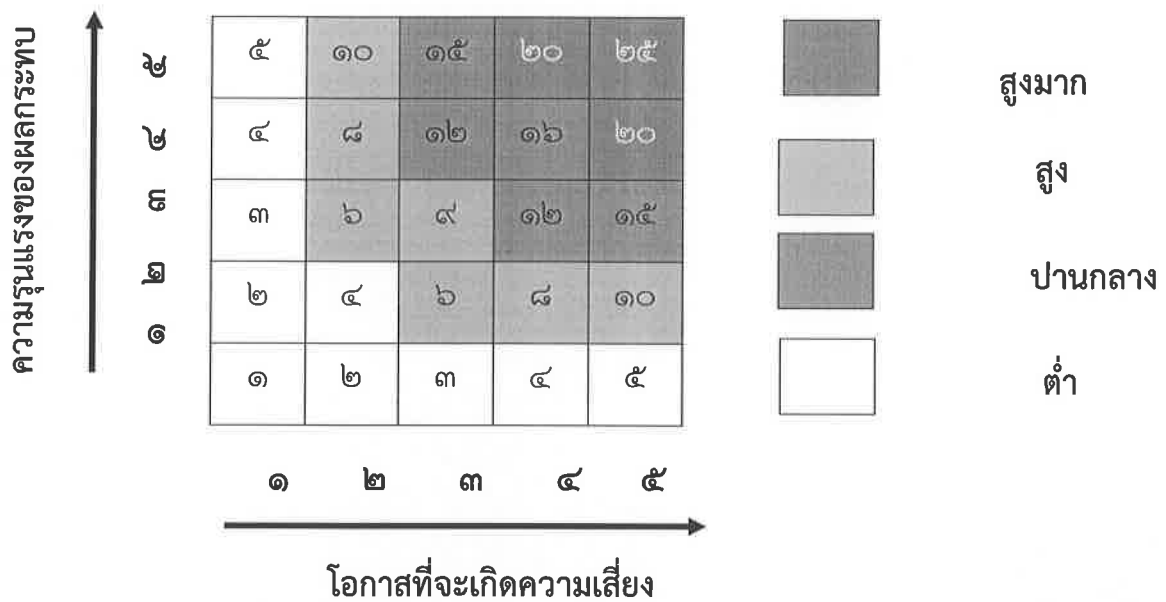 ความรุนแรงของผลกระทบ
๕ ๕ ๑๐ ๑๕ ๒๐ ๒๕
๔ ๔ ๘ ๑๒ ๑๖ ๒๐
๓ ๓ ๖ ๙ ๑๒ ๑๕
๒ ๒ ๔ ๖ ๘ ๑๐
๑ ๑ ๒ ๓ ๔ ๕
๑ ๒ ๓ ๔ ๕
โอกาสที่จะเกิดความเสี่ยง
สูงมาก
สูง
ปานกลาง
ต่ำ